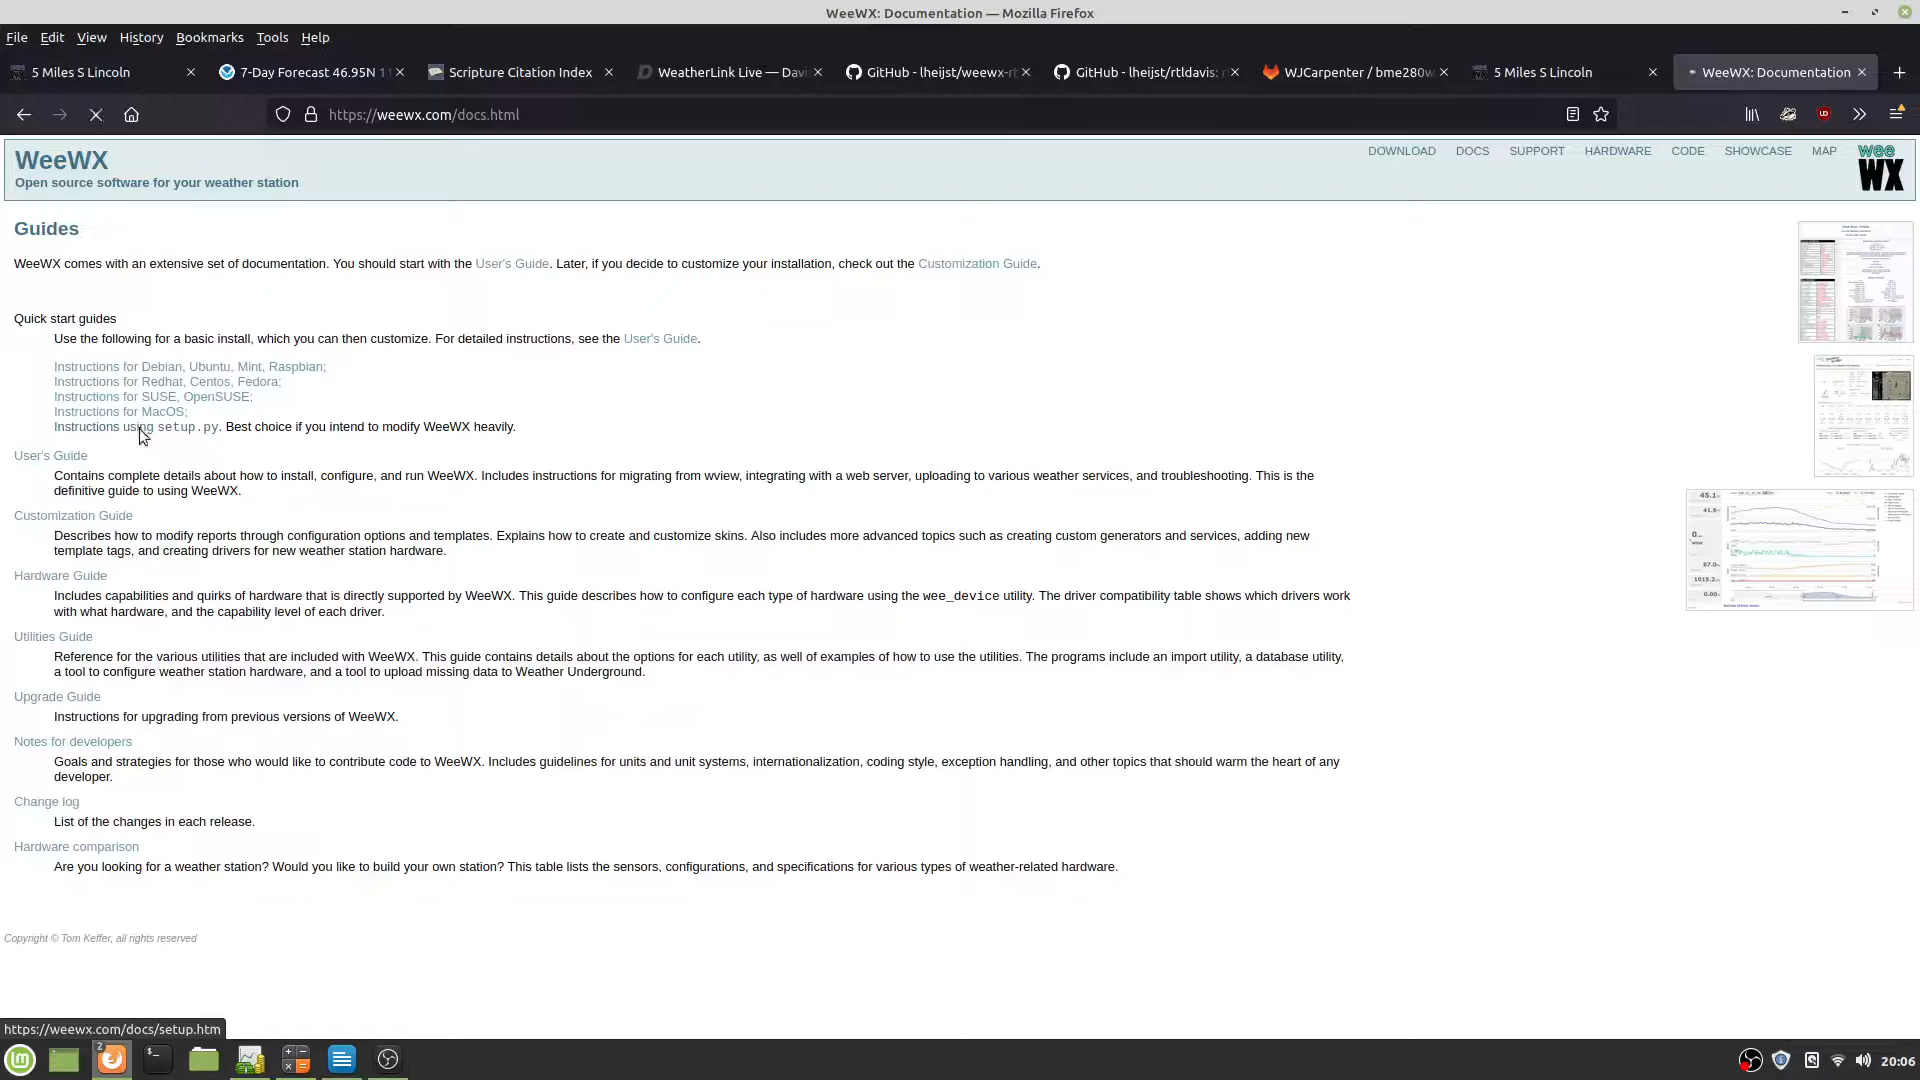 WeeWX: Documentation — Mozilla Firefox
File Edit View History Bookmarks Tools Help
5 Miles S Lincoln
7-Day Forecast 46.95N 11
Scripture Citation Index
WeatherLink Live — Davi
GitHub - lheijst/weewx-rt
GitHub - lheijst/rtldavis: r
WJCarpenter / bme280w
5 Miles S Lincoln
WeeWX: Documentation
https://weewx.com/docs.html
WeeWX
Open source software for your weather station
DOWNLOAD DOCS SUPPORT HARDWARE CODE SHOWCASE MAP
wee
WX
Guides
WeeWX comes with an extensive set of documentation. You should start with the User's Guide. Later, if you decide to customize your installation, check out the Customization Guide.
Quick start guides
Use the following for a basic install, which you can then customize. For detailed instructions, see the User's Guide.
Instructions for Debian, Ubuntu, Mint, Raspbian;
Instructions for Redhat, Centos, Fedora;
Instructions for SUSE, OpenSUSE;
Instructions for MacOS;
Instructions using setup.py. Best choice if you intend to modify WeeWX heavily.
User's Guide
Contains complete details about how to install, configure, and run WeeWX. Includes instructions for migrating from wview, integrating with a web server, uploading to various weather services, and troubleshooting. This is the
definitive guide to using WeeWX.
Customization Guide
Describes how to modify reports through configuration options and templates. Explains how to create and customize skins. Also includes more advanced topics such as creating custom generators and services, adding new
template tags, and creating drivers for new weather station hardware.
Hardware Guide
Includes capabilities and quirks of hardware that is directly supported by WeeWX. This guide describes how to configure each type of hardware using the wee_device utility. The driver compatibility table shows which drivers work
with what hardware, and the capability level of each driver.
Utilities Guide
Reference for the various utilities that are included with WeeWX. This guide contains details about the options for each utility, as well of examples of how to use the utilities. The programs include an import utility, a database utility,
a tool to configure weather station hardware, and a tool to upload missing data to Weather Underground.
Upgrade Guide
Instructions for upgrading from previous versions of WeeWX.
Notes for developers
Goals and strategies for those who would like to contribute code to WeeWX. Includes guidelines for units and unit systems, internationalization, coding style, exception handling, and other topics that should warm the heart of any
developer.
Change log
List of the changes in each release.
Hardware comparison
Are you looking for a weather station? Would you like to build your own station? This table lists the sensors, configurations, and specifications for various types of weather-related hardware.
45.1
41.5
0
87.0
1015.2
0.00
Copyright © Tom Keffer, all rights reserved
https://weewx.com/docs/setup.htm
2
20:06